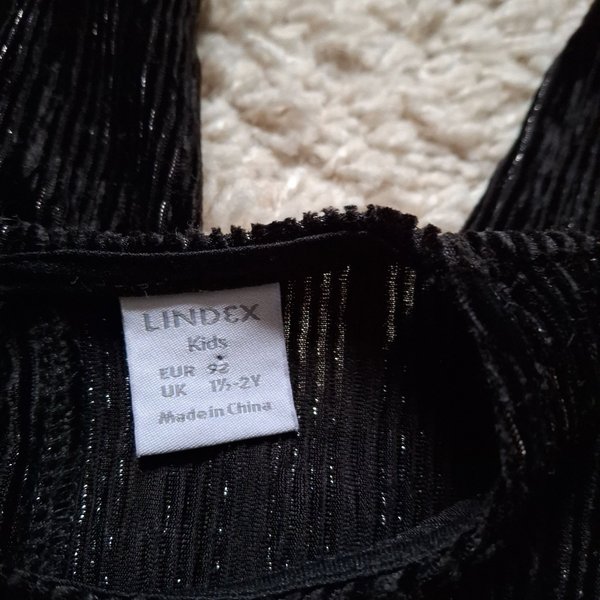 LINDEX
Kids
EUR 92
UK 1½-2Y
Made in China